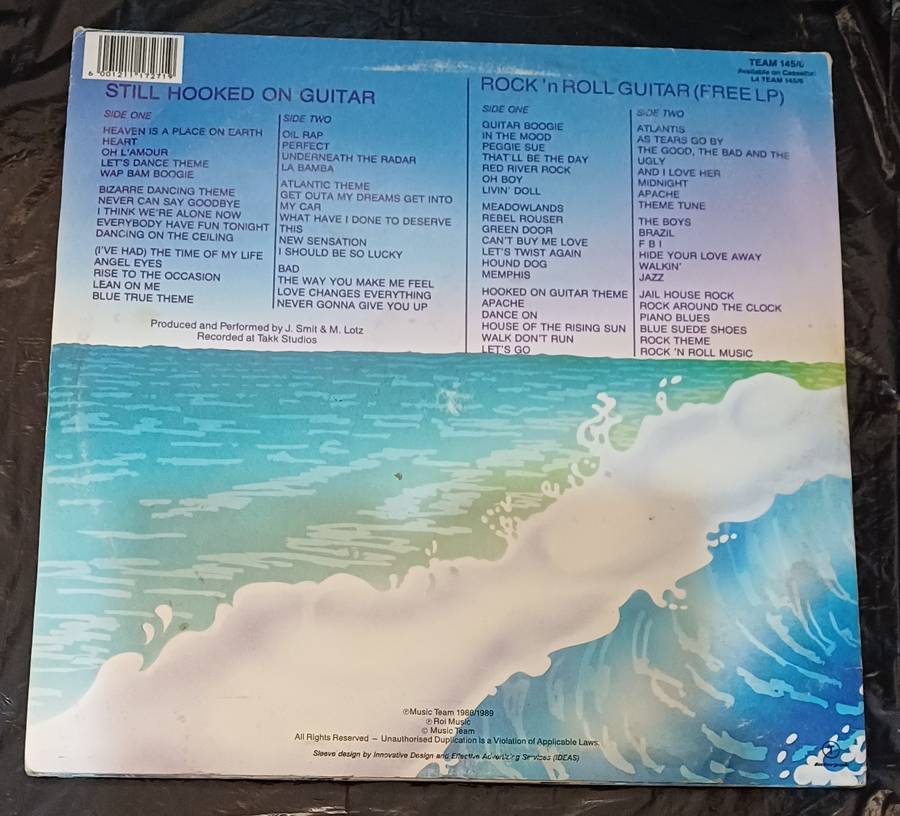 6 001211 172719
TEAM 145/6
Available on Cassette:
L4 TEAM 145/6
STILL HOOKED ON GUITAR
SIDE ONE
HEAVEN IS A PLACE ON EARTH
HEART
OH L'AMOUR
LET'S DANCE THEME
WAP BAM BOOGIE
BIZARRE DANCING THEME
NEVER CAN SAY GOODBYE
I THINK WE'RE ALONE NOW
EVERYBODY HAVE FUN TONIGHT
DANCING ON THE CEILING
(I'VE HAD) THE TIME OF MY LIFE
ANGEL EYES
RISE TO THE OCCASION
LEAN ON ME
BLUE TRUE THEME
SIDE TWO
OIL RAP
PERFECT
UNDERNEATH THE RADAR
LA BAMBA
ATLANTIC THEME
GET OUTA MY DREAMS GET INTO
MY CAR
WHAT HAVE I DONE TO DESERVE
THIS
NEW SENSATION
I SHOULD BE SO LUCKY
BAD
THE WAY YOU MAKE ME FEEL
LOVE CHANGES EVERYTHING
NEVER GONNA GIVE YOU UP
Produced and Performed by J. Smit & M. Lotz
Recorded at Takk Studios
ROCK 'n ROLL GUITAR (FREE LP)
SIDE ONE
GUITAR BOOGIE
IN THE MOOD
PEGGIE SUE
THAT'LL BE THE DAY
RED RIVER ROCK
OH BOY
LIVIN' DOLL
MEADOWLANDS
REBEL ROUSER
GREEN DOOR
CAN'T BUY ME LOVE
LET'S TWIST AGAIN
HOUND DOG
MEMPHIS
HOOKED ON GUITAR THEME
APACHE
DANCE ON
HOUSE OF THE RISING SUN
WALK DON'T RUN
LET'S GO
SIDE TWO
ATLANTIS
AS TEARS GO BY
THE GOOD, THE BAD AND THE
UGLY
AND I LOVE HER
MIDNIGHT
APACHE
THEME TUNE
THE BOYS
BRAZIL
F B I
HIDE YOUR LOVE AWAY
WALKIN'
JAZZ
JAIL HOUSE ROCK
ROCK AROUND THE CLOCK
PIANO BLUES
BLUE SUEDE SHOES
ROCK THEME
ROCK 'N ROLL MUSIC
℗Music Team 1988/1989
℗ Roi Music
© Music Team
All Rights Reserved – Unauthorised Duplication is a Violation of Applicable Laws.
Sleeve design by Innovative Design and Effective Advertizing Services (IDEAS)